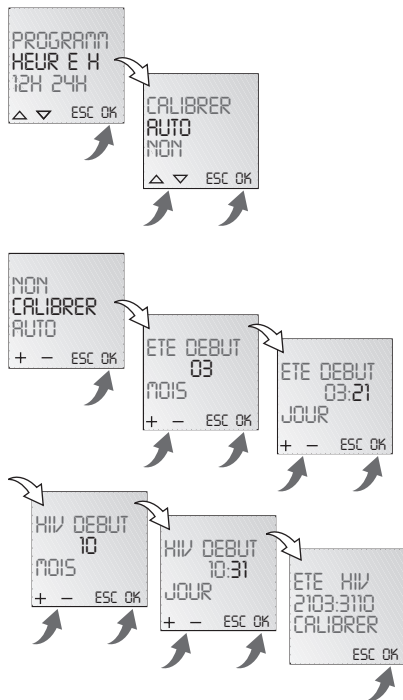 PROGRAMM
HEUR E H
12H 24H
△ ▽ ESC OK
CALIBRER
AUTO
NON
△ ▽ ESC OK
NON
CALIBRER
AUTO
+ − ESC OK
ETE DEBUT
03
MOIS
+ − ESC OK
ETE DEBUT
03:21
JOUR
+ − ESC OK
HIV DEBUT
10
MOIS
+ − ESC OK
HIV DEBUT
10:31
JOUR
+ − ESC OK
ETE HIV
2103:3110
CALIBRER
ESC OK